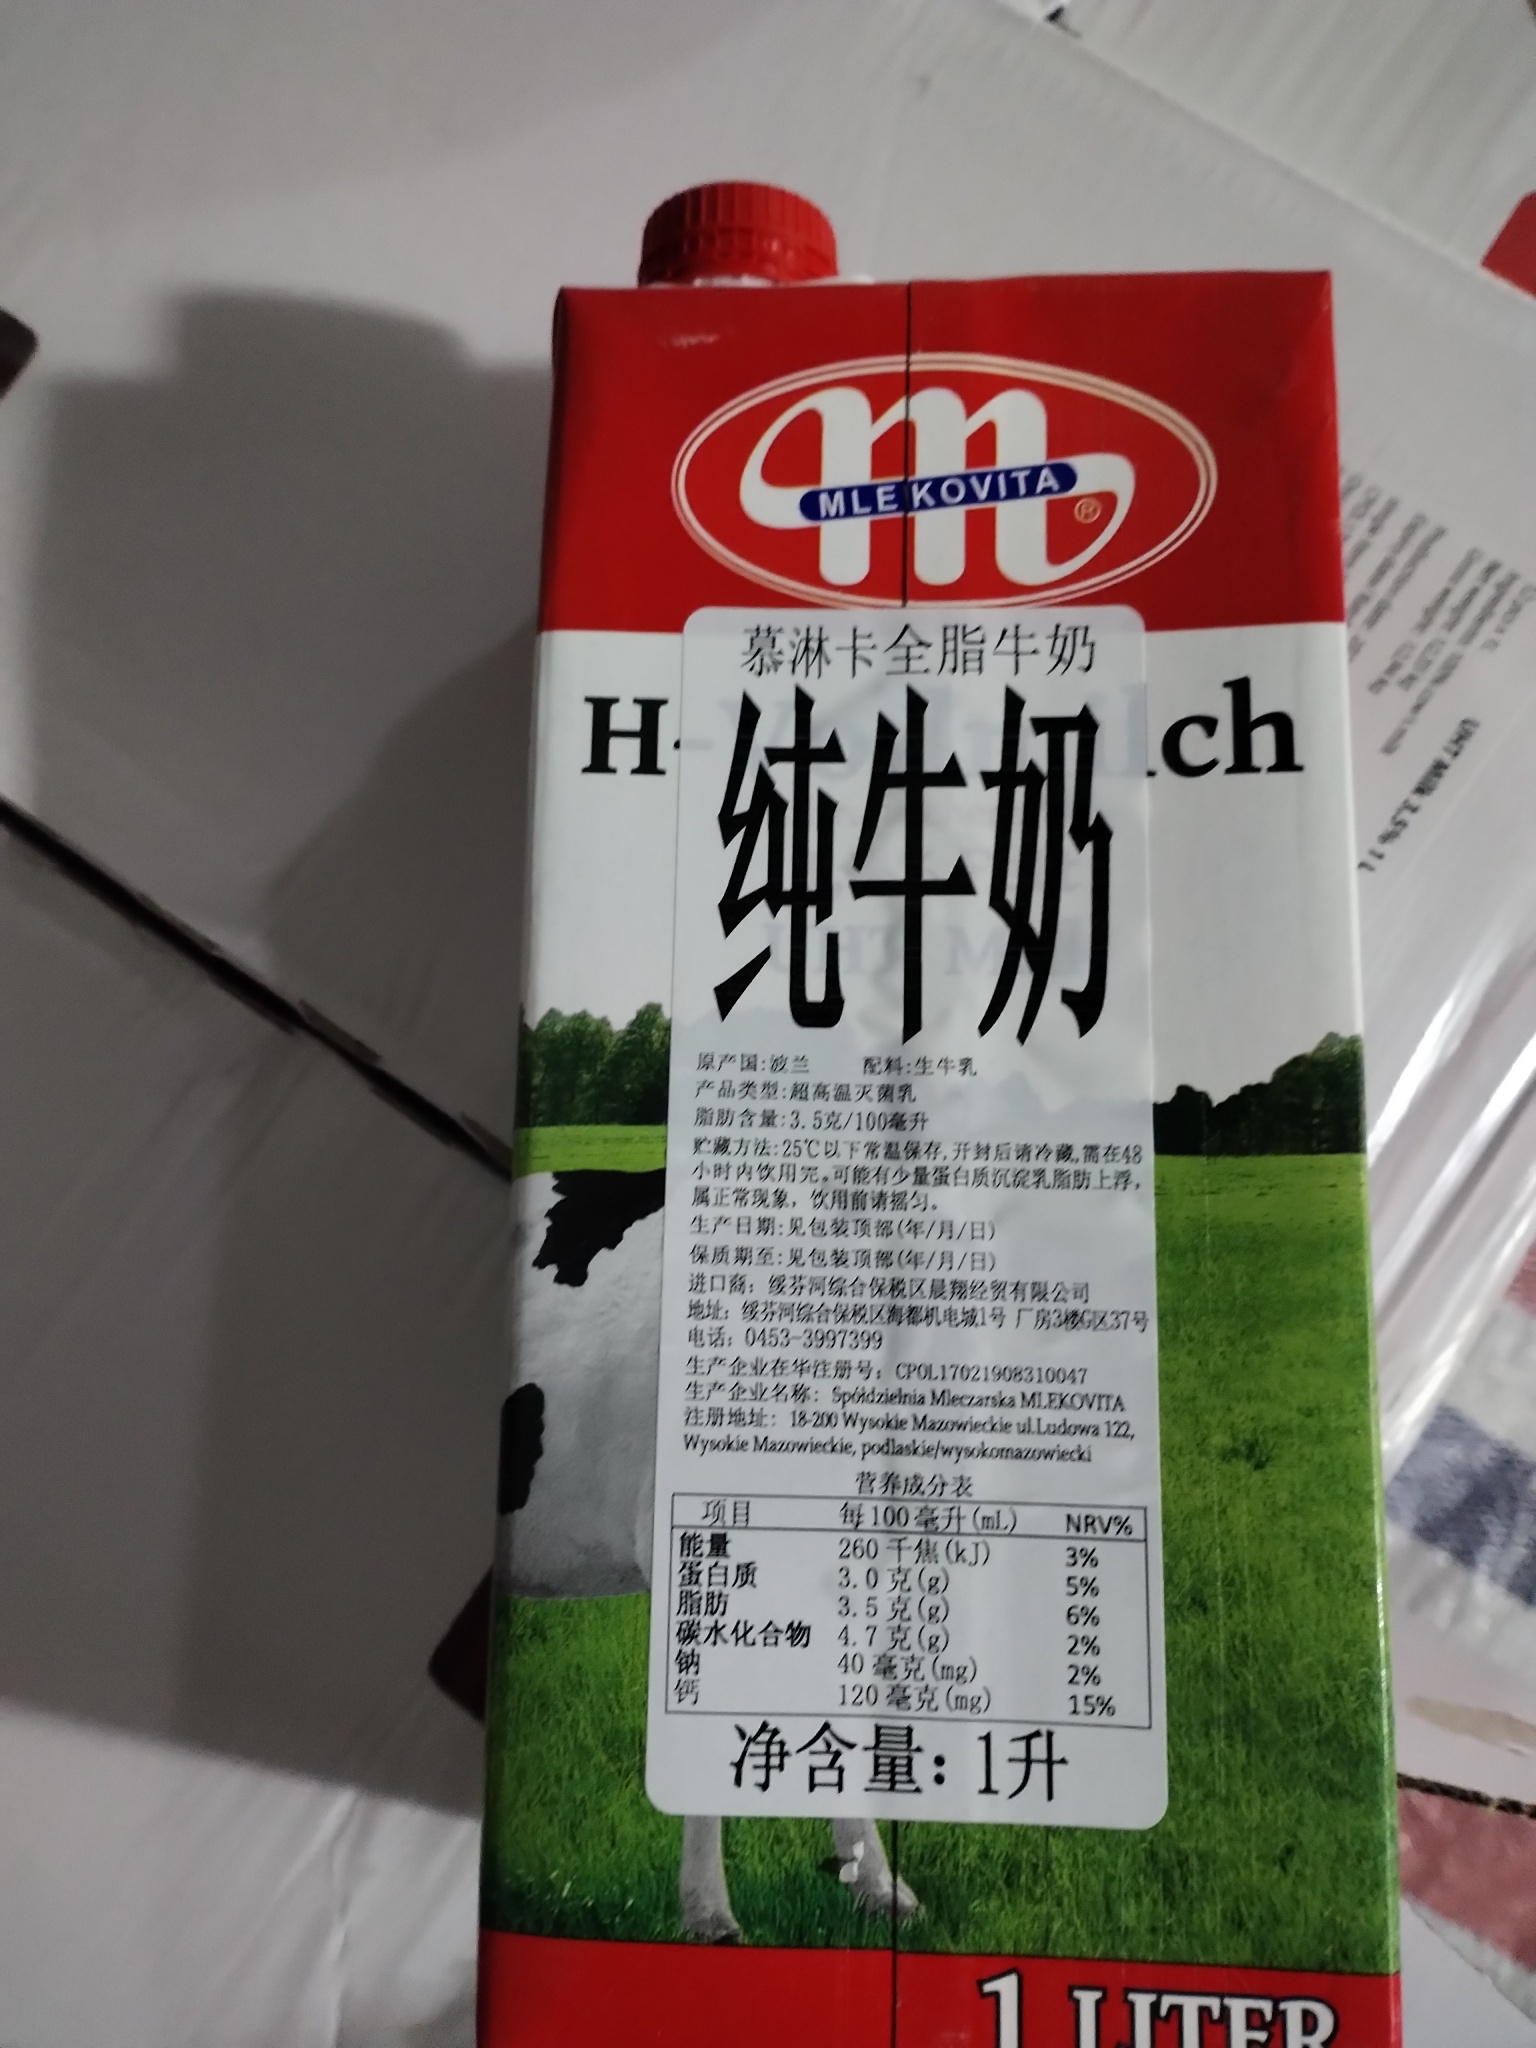 MLEKOVITA
®
慕淋卡全脂牛奶
H-
lch
纯牛奶
原产国:波兰 配料:生牛乳
产品类型:超高温灭菌乳
脂肪含量:3.5克/100毫升
贮藏方法:25℃以下常温保存,开封后请冷藏,需在48
小时内饮用完。可能有少量蛋白质沉淀乳脂肪上浮,
属正常现象，饮用前请摇匀。
生产日期:见包装顶部(年/月/日)
保质期至:见包装顶部(年/月/日)
进口商：绥芬河综合保税区晨翔经贸有限公司
地址：绥芬河综合保税区海都机电城1号 厂房3楼G区37号
电话：0453-3997399
生产企业在华注册号：CPOL17021908310047
生产企业名称：Spółdzielnia Mleczarska MLEKOVITA
注册地址：18-200 Wysokie Mazowieckie ul.Ludowa 122,
Wysokie Mazowieckie, podlaskie/wysokomazowiecki
营养成分表
项目 每100毫升(mL) NRV%
能量 260 千焦(kJ) 3%
蛋白质 3.0 克(g) 5%
脂肪 3.5 克(g) 6%
碳水化合物 4.7 克(g) 2%
钠 40 毫克(mg) 2%
钙 120 毫克(mg) 15%
净含量：1升
1 LITER
UHT Milk 3,5% 1 L